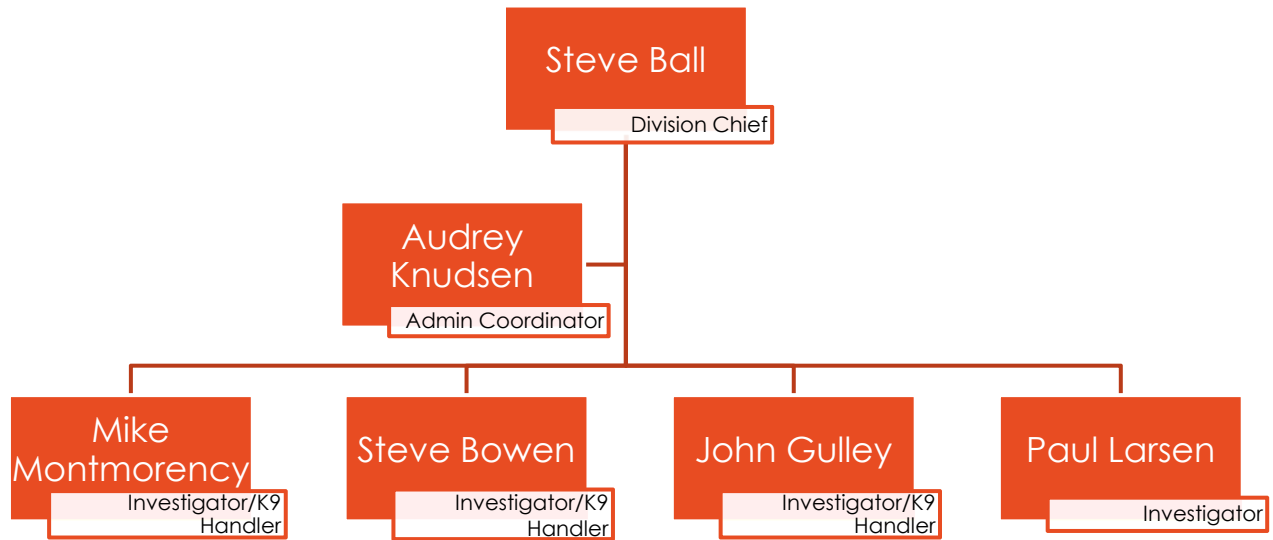 Steve Ball
Division Chief
Audrey
Knudsen
Admin Coordinator
Mike
Montmorency
Investigator/K9
Handler
Steve Bowen
Investigator/K9
Handler
John Gulley
Investigator/K9
Handler
Paul Larsen
Investigator